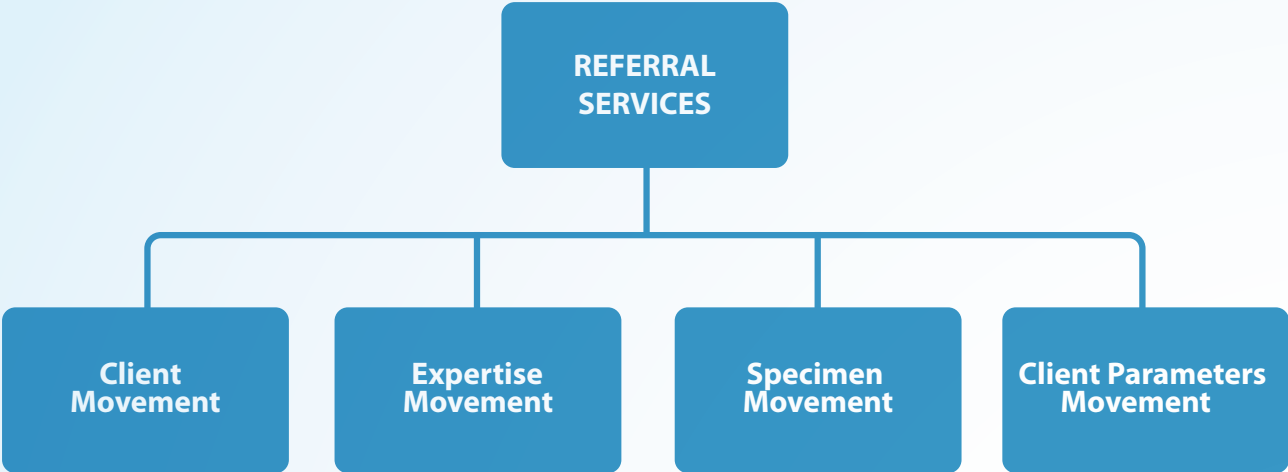 REFERRAL
SERVICES
Client
Movement
Expertise
Movement
Specimen
Movement
Client Parameters
Movement